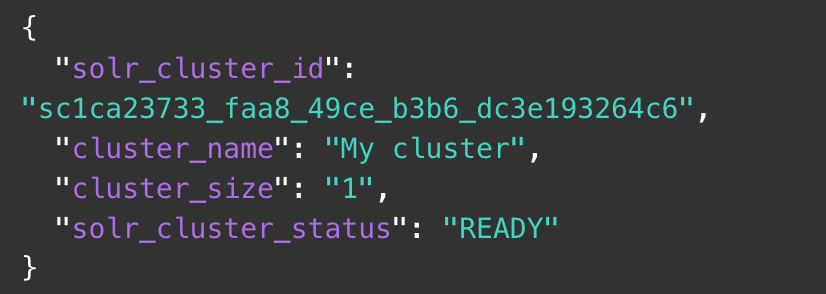 {
"solr_cluster_id":
"sc1ca23733_faa8_49ce_b3b6_dc3e193264c6",
"cluster_name": "My cluster",
"cluster_size": "1",
"solr_cluster_status": "READY"
}